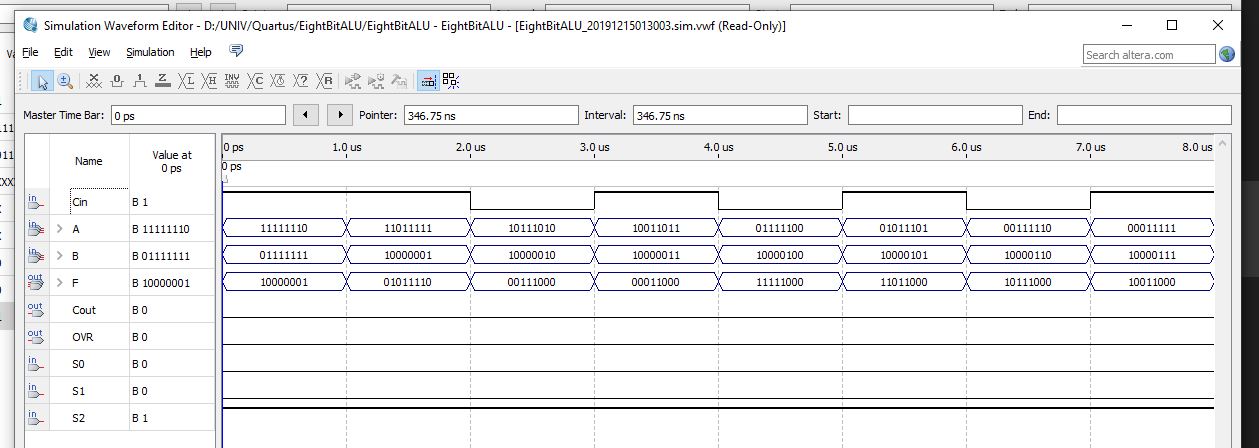 Simulation Waveform Editor - D:/UNIV/Quartus/EightBitALU/EightBitALU - EightBitALU - [EightBitALU_20191215013003.sim.vwf (Read-Only)]
File Edit View Simulation Help
Search altera.com
Master Time Bar: 0 ps Pointer: 346.75 ns Interval: 346.75 ns Start: End:
Name Value at 0 ps
0 ps 1.0 us 2.0 us 3.0 us 4.0 us 5.0 us 6.0 us 7.0 us 8.0 us
0 ps
in Cin B 1
in A B 11111110 11111110 11011111 10111010 10011011 01111100 01011101 00111110 00011111
in B B 01111111 01111111 10000001 10000010 10000011 10000100 10000101 10000110 10000111
out F B 10000001 10000001 01011110 00111000 00011000 11111000 11011000 10111000 10011000
out Cout B 0
out OVR B 0
in S0 B 0
in S1 B 0
in S2 B 1